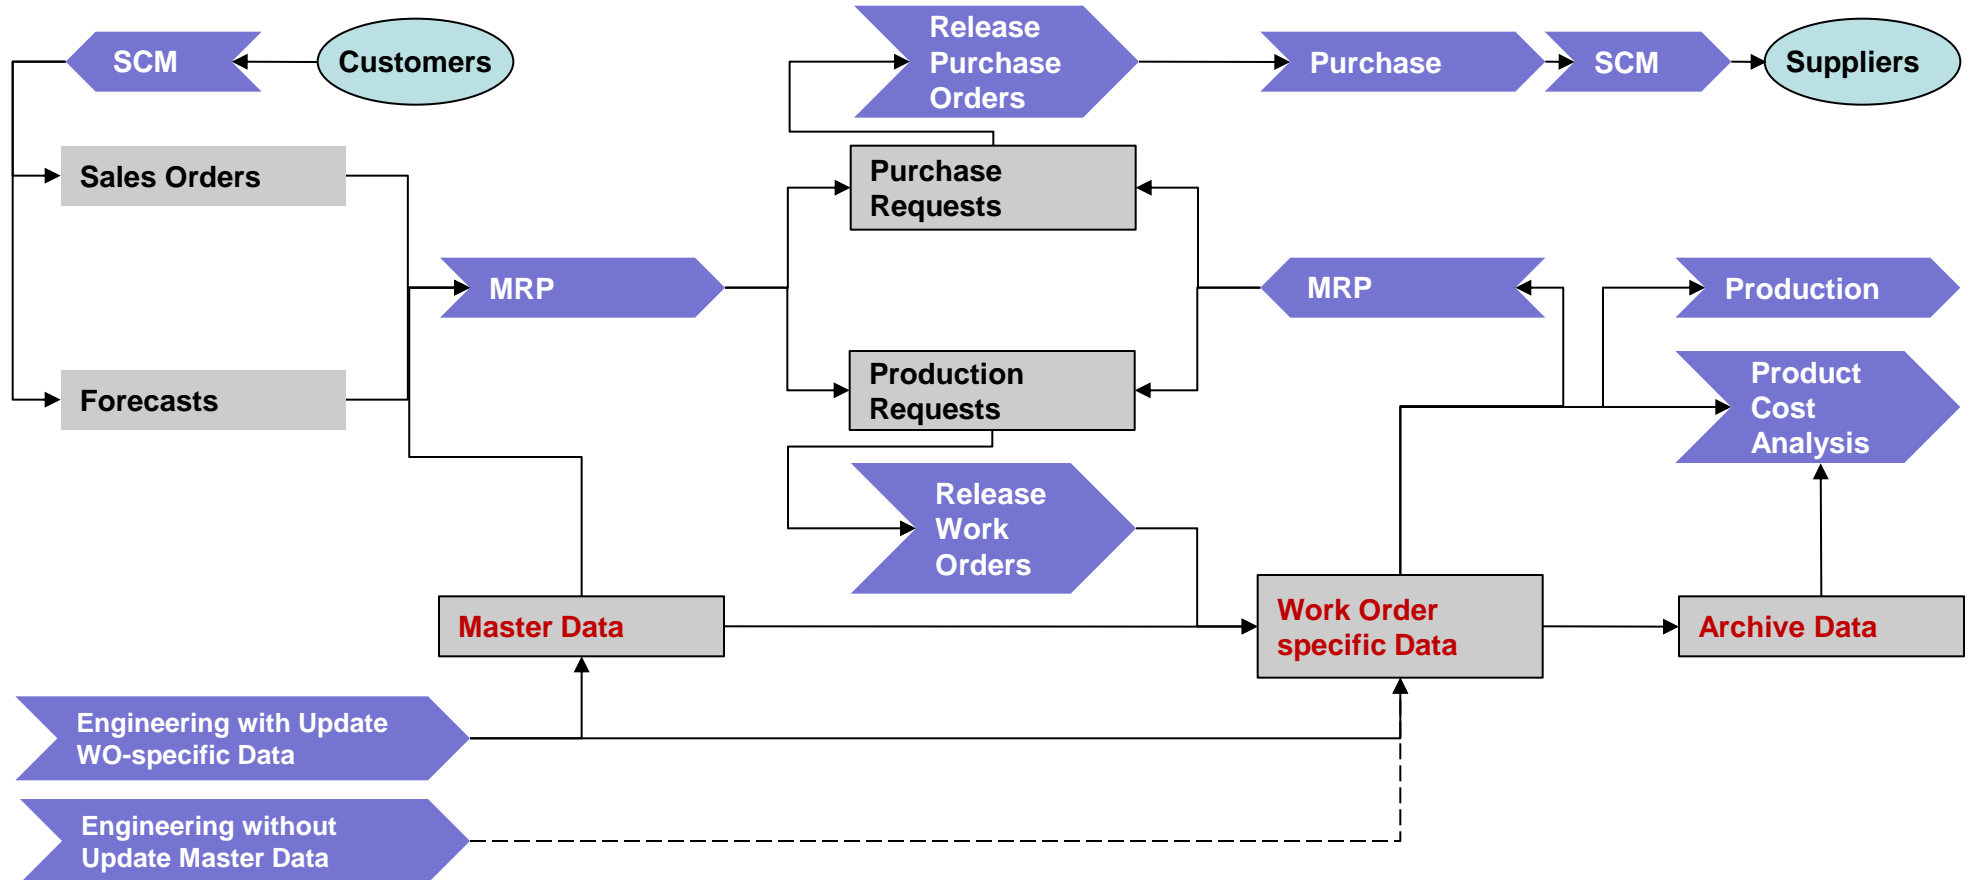 SCM
Customers
Release
Purchase
Orders
Purchase
SCM
Suppliers
Sales Orders
Purchase
Requests
MRP
MRP
Production
Forecasts
Production
Requests
Product
Cost
Analysis
Release
Work
Orders
Master Data
Work Order
specific Data
Archive Data
Engineering with Update
WO-specific Data
Engineering without
Update Master Data